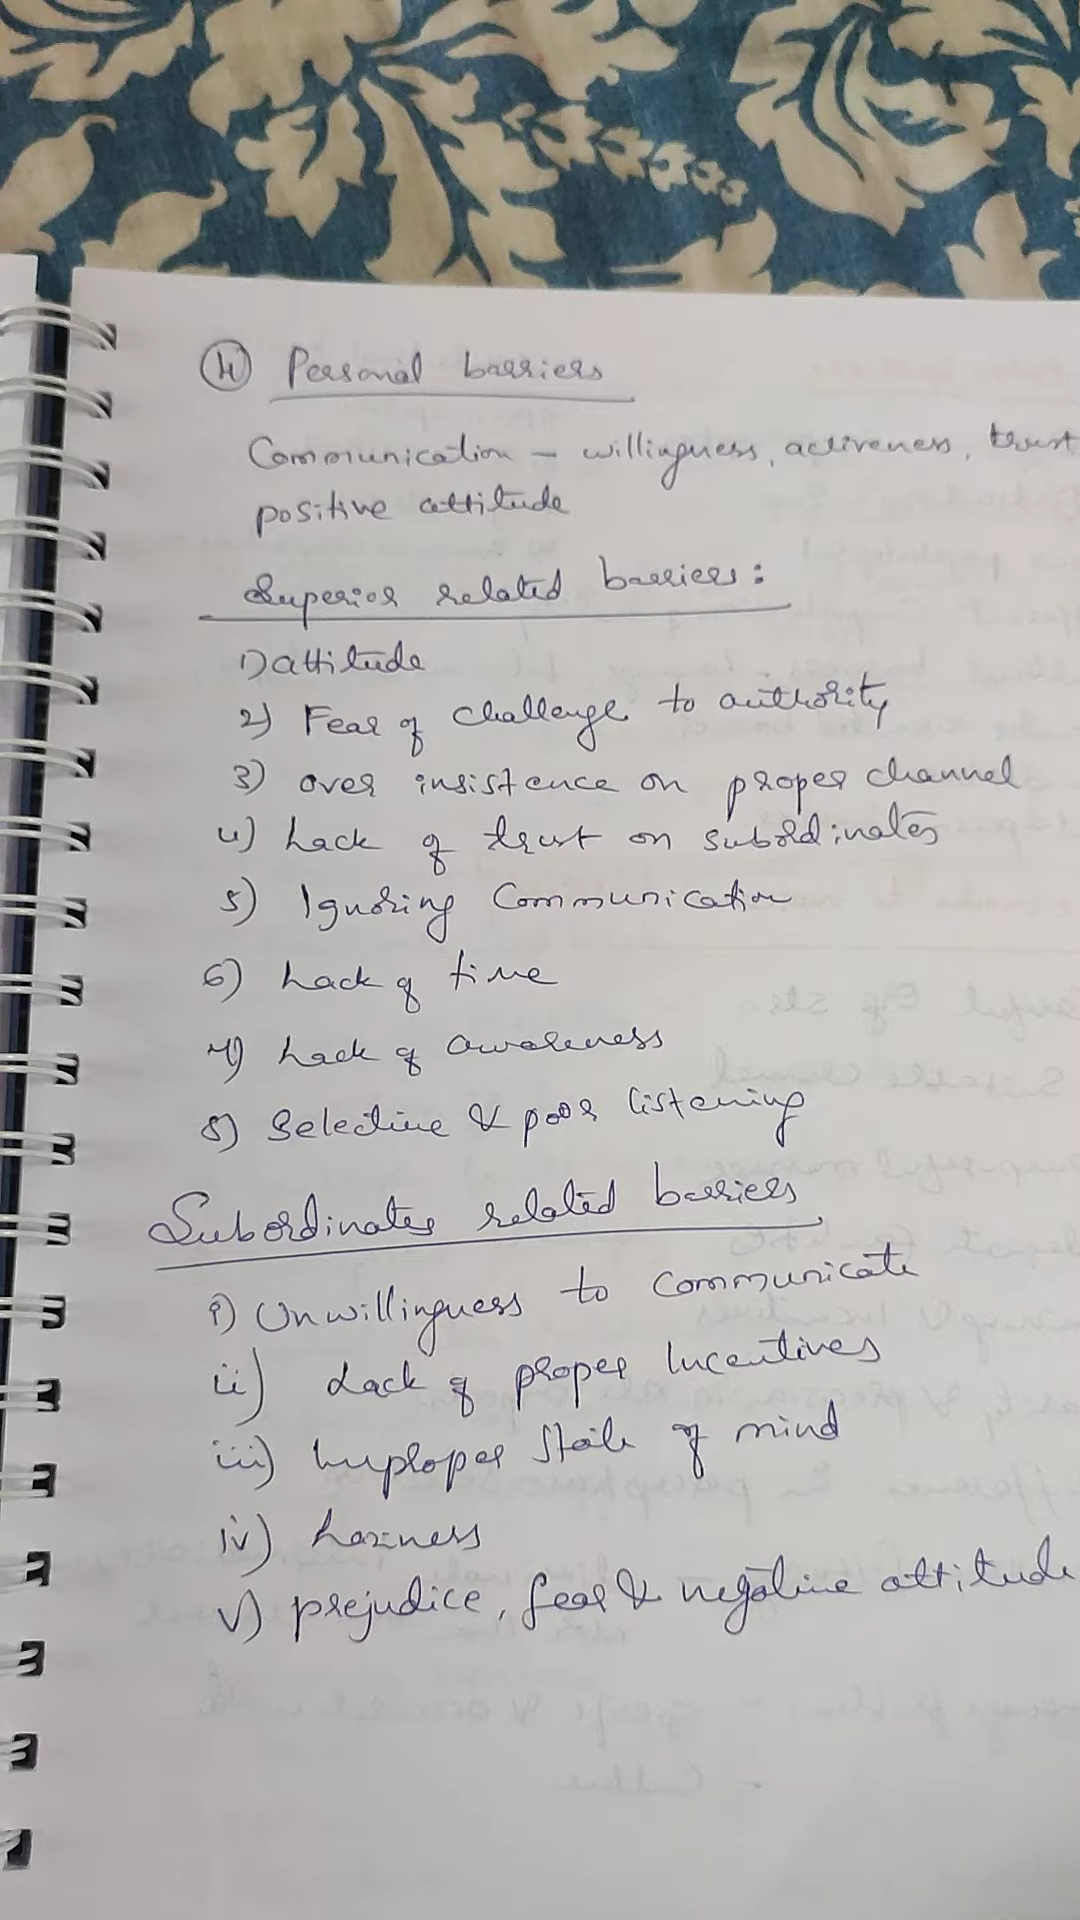 ④ Personal barriers
Communication - willingness, activeness, trust
positive attitude
Superior related barriers:
1) attitude
2) Fear of challenge to authority
3) over insistence on proper channel
4) Lack of trust on subordinates
5) Ignoring Communication
6) Lack of time
7) Lack of awareness
8) Selective & poor listening
Subordinates related barriers
i) Unwillingness to communicate
ii) Lack of proper Incentives
iii) Improper state of mind
iv) Laziness
v) prejudice, fear & negative attitude